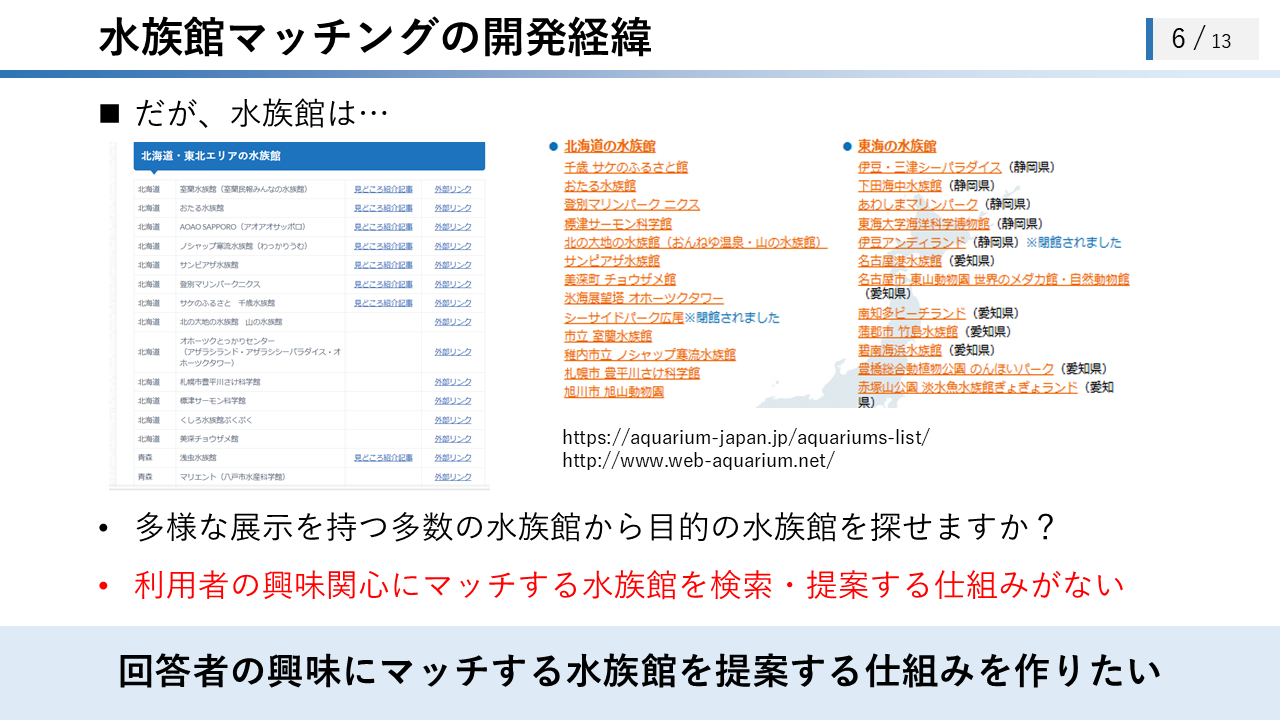 水族館マッチングの開発経緯
6 / 13
■ だが、水族館は…
北海道・東北エリアの水族館
北海道 室蘭水族館（室蘭民報みんなの水族館） 見どころ紹介記事 外部リンク
北海道 おたる水族館 見どころ紹介記事 外部リンク
北海道 AOAO SAPPORO（アオアオサッポロ） 見どころ紹介記事 外部リンク
北海道 ノシャップ寒流水族館（わっかりうむ） 見どころ紹介記事 外部リンク
北海道 サンピアザ水族館 見どころ紹介記事 外部リンク
北海道 登別マリンパークニクス 見どころ紹介記事 外部リンク
北海道 サケのふるさと 千歳水族館 見どころ紹介記事 外部リンク
北海道 北の大地の水族館 山の水族館 外部リンク
北海道 オホーツクとっかりセンター
（アザラシランド・アザラシシーパラダイス・オ
ホーツクタワー） 外部リンク
北海道 札幌市豊平川さけ科学館 外部リンク
北海道 標津サーモン科学館 外部リンク
北海道 くしろ水族館ぷくぷく 外部リンク
北海道 美深チョウザメ館 外部リンク
青森 浅虫水族館 見どころ紹介記事 外部リンク
青森 マリエント（八戸市水産科学館） 外部リンク
● 北海道の水族館
千歳 サケのふるさと館
おたる水族館
登別マリンパーク ニクス
標津サーモン科学館
北の大地の水族館（おんねゆ温泉・山の水族館）
サンピアザ水族館
美深町 チョウザメ館
氷海展望塔 オホーツクタワー
シーサイドパーク広尾※閉館されました
市立 室蘭水族館
稚内市立 ノシャップ寒流水族館
札幌市 豊平川さけ科学館
旭川市 旭山動物園
● 東海の水族館
伊豆・三津シーパラダイス（静岡県）
下田海中水族館（静岡県）
あわしまマリンパーク（静岡県）
東海大学海洋科学博物館（静岡県）
伊豆アンディランド（静岡県）※閉館されました
名古屋港水族館（愛知県）
名古屋市 東山動物園 世界のメダカ館・自然動物館
（愛知県）
南知多ビーチランド（愛知県）
蒲郡市 竹島水族館（愛知県）
碧南海浜水族館（愛知県）
豊橋総合動植物公園 のんほいパーク（愛知県）
赤塚山公園 淡水魚水族館ぎょぎょランド（愛知
県）
https://aquarium-japan.jp/aquariums-list/
http://www.web-aquarium.net/
• 多様な展示を持つ多数の水族館から目的の水族館を探せますか？
• 利用者の興味関心にマッチする水族館を検索・提案する仕組みがない
回答者の興味にマッチする水族館を提案する仕組みを作りたい